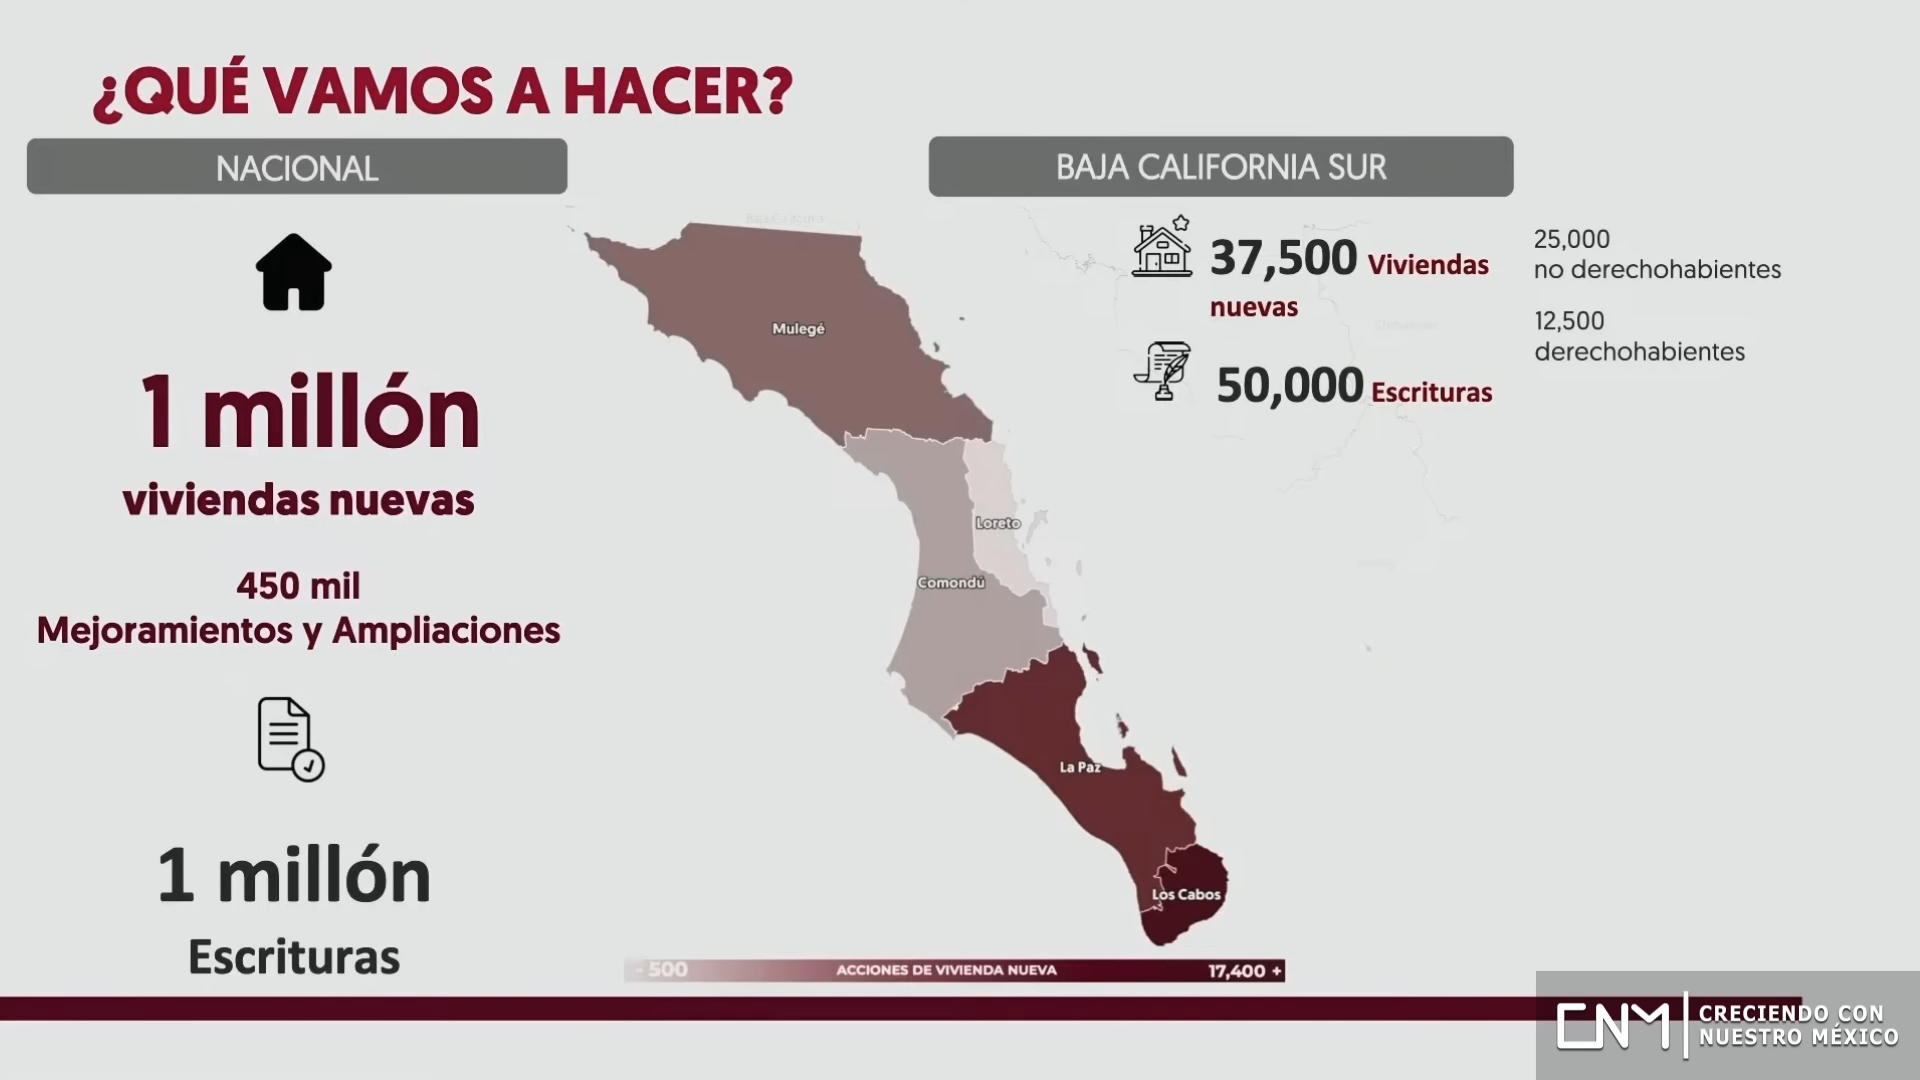 ¿QUÉ VAMOS A HACER?
NACIONAL
1 millón
viviendas nuevas
450 mil
Mejoramientos y Ampliaciones
1 millón
Escrituras
BAJA CALIFORNIA SUR
37,500 Viviendas
nuevas
50,000 Escrituras
25,000
no derechohabientes
12,500
derechohabientes
Mulegé
Loreto
Comondú
La Paz
Los Cabos
- 500 ACCIONES DE VIVIENDA NUEVA 17,400 +
CNM CRECIENDO CON
NUESTRO MÉXICO